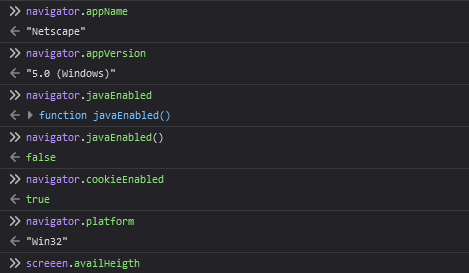 navigator.appName
"Netscape"
navigator.appVersion
"5.0 (Windows)"
navigator.javaEnabled
function javaEnabled()
navigator.javaEnabled()
false
navigator.cookieEnabled
true
navigator.platform
"Win32"
screeen.availHeigth